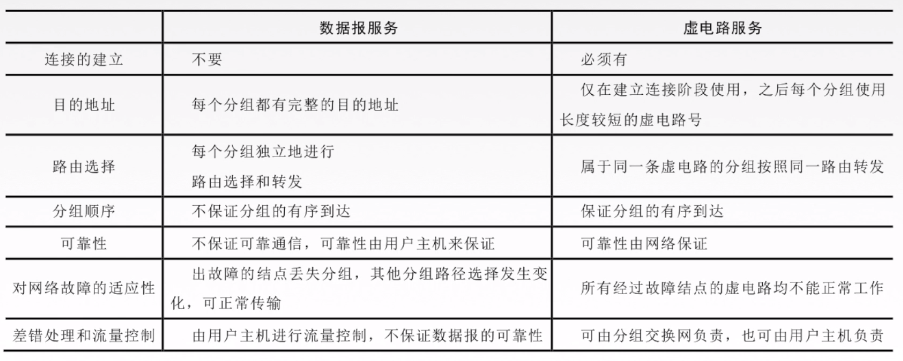 数据报服务 虚电路服务
连接的建立 不要 必须有
目的地址 每个分组都有完整的目的地址 仅在建立连接阶段使用，之后每个分组使用
长度较短的虚电路号
路由选择 每个分组独立地进行
路由选择和转发 属于同一条虚电路的分组按照同一路由转发
分组顺序 不保证分组的有序到达 保证分组的有序到达
可靠性 不保证可靠通信，可靠性由用户主机来保证 可靠性由网络保证
对网络故障的适应性 出故障的结点丢失分组，其他分组路径选择发生变
化，可正常传输 所有经过故障结点的虚电路均不能正常工作
差错处理和流量控制 由用户主机进行流量控制，不保证数据报的可靠性 可由分组交换网负责，也可由用户主机负责